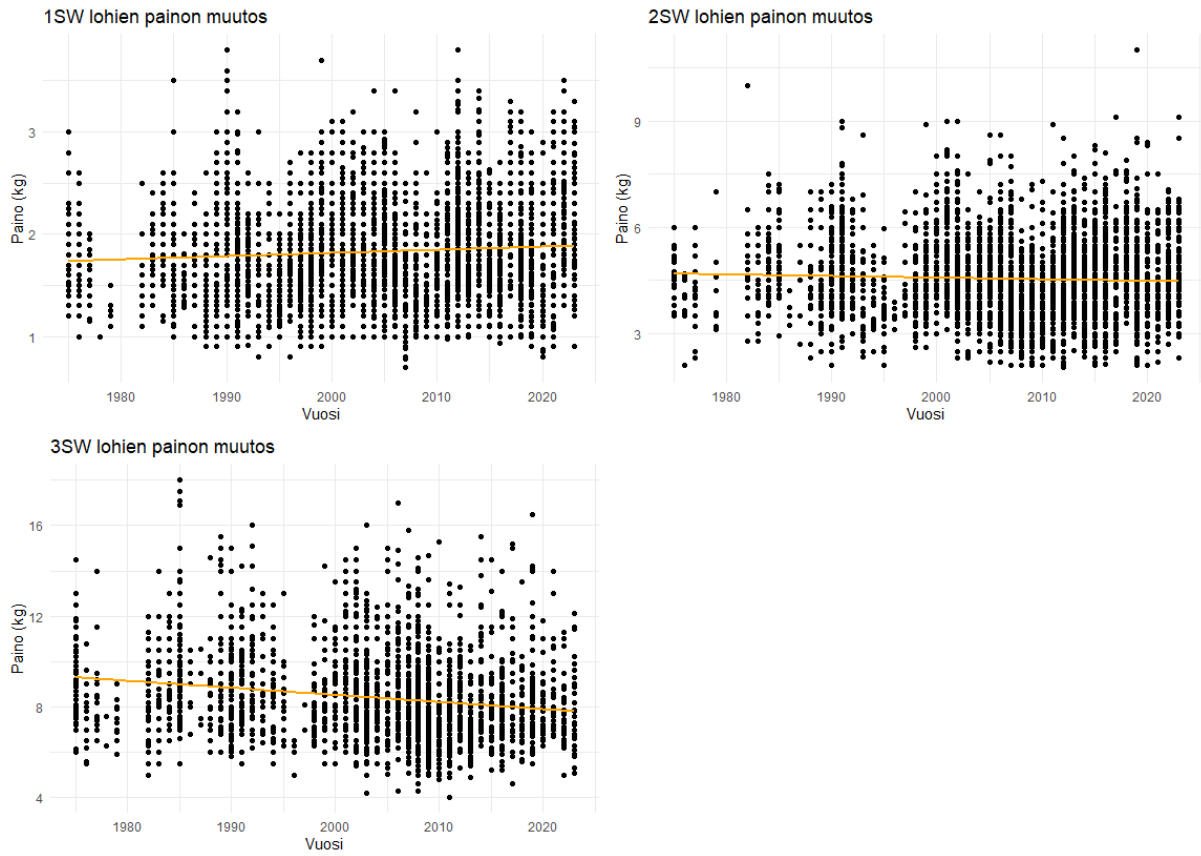 1SW lohien painon muutos
Paino (kg)
3
2
1
1980 1990 2000 2010 2020
Vuosi
2SW lohien painon muutos
Paino (kg)
9
6
3
1980 1990 2000 2010 2020
Vuosi
3SW lohien painon muutos
Paino (kg)
16
12
8
4
1980 1990 2000 2010 2020
Vuosi